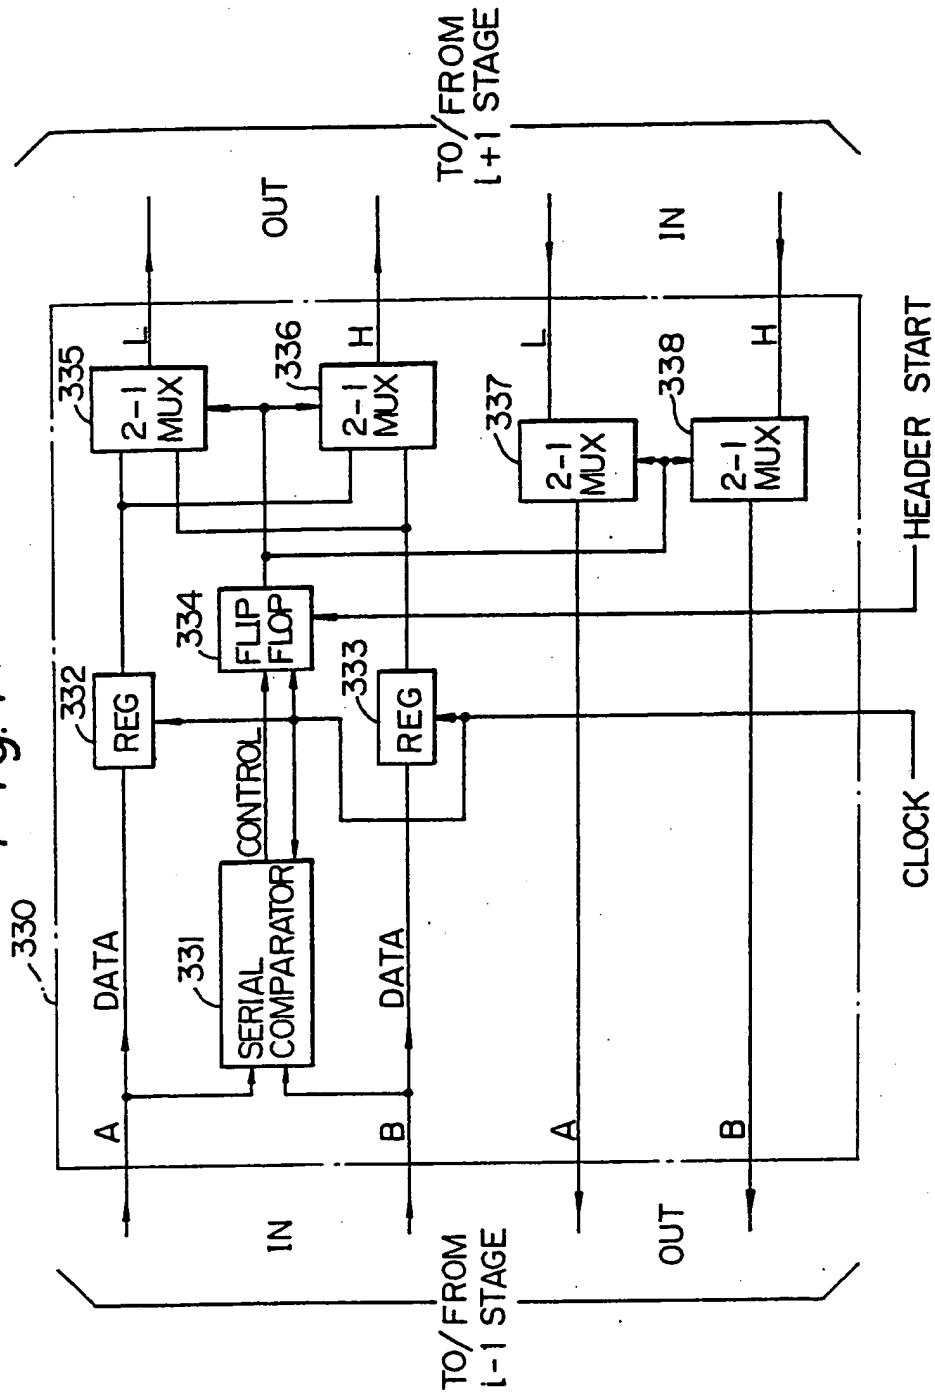 330
TO/FROM
i-1 STAGE
IN
OUT
A
DATA
B
DATA
331
SERIAL
COMPARATOR
CONTROL
332
REG
333
REG
334
FLIP
FLOP
335
2-1
MUX
L
336
2-1
MUX
H
OUT
337
2-1
MUX
L
338
2-1
MUX
H
IN
A
B
CLOCK
HEADER START
TO/FROM
i+1 STAGE